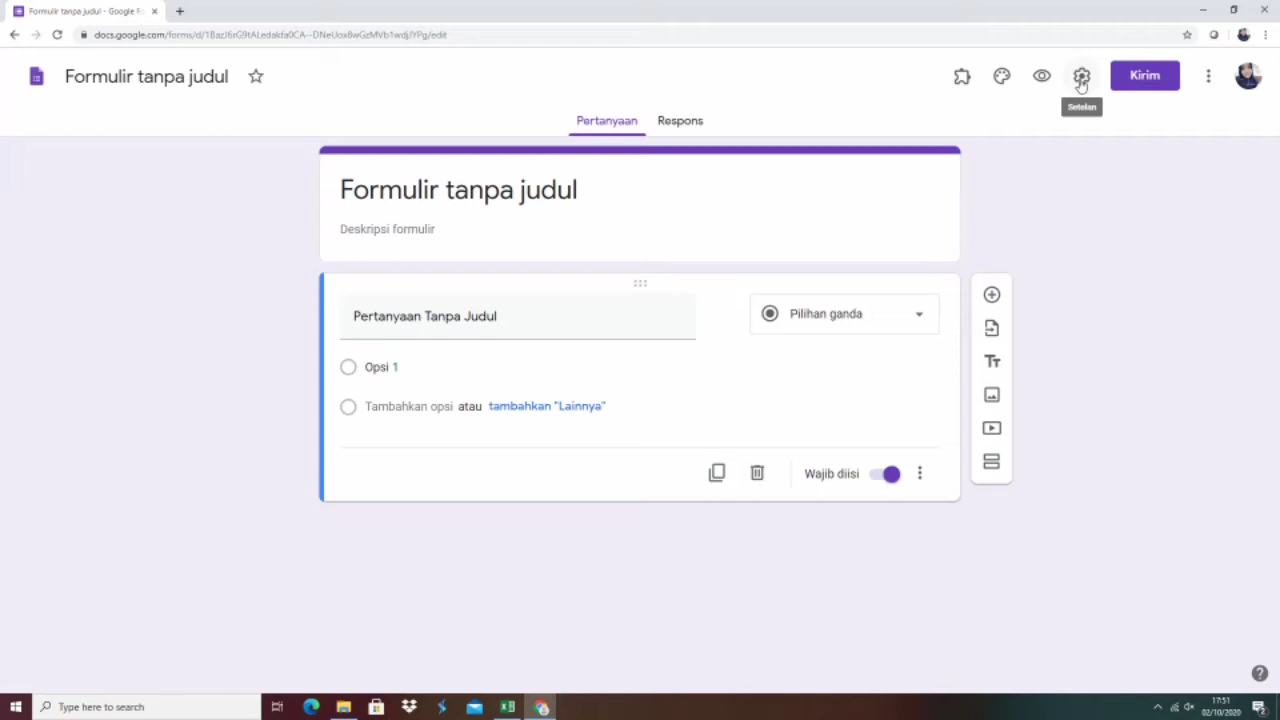 Formulir tanpa judul - Google Fo
docs.google.com/forms/d/
/edit
Formulir tanpa judul
Kirim
Setelan
Pertanyaan Respons
Formulir tanpa judul
Deskripsi formulir
Pertanyaan Tanpa Judul
Pilihan ganda
Opsi 1
Tambahkan opsi atau tambahkan "Lainnya"
Wajib diisi
Type here to search
17:51
02/10/2020
2